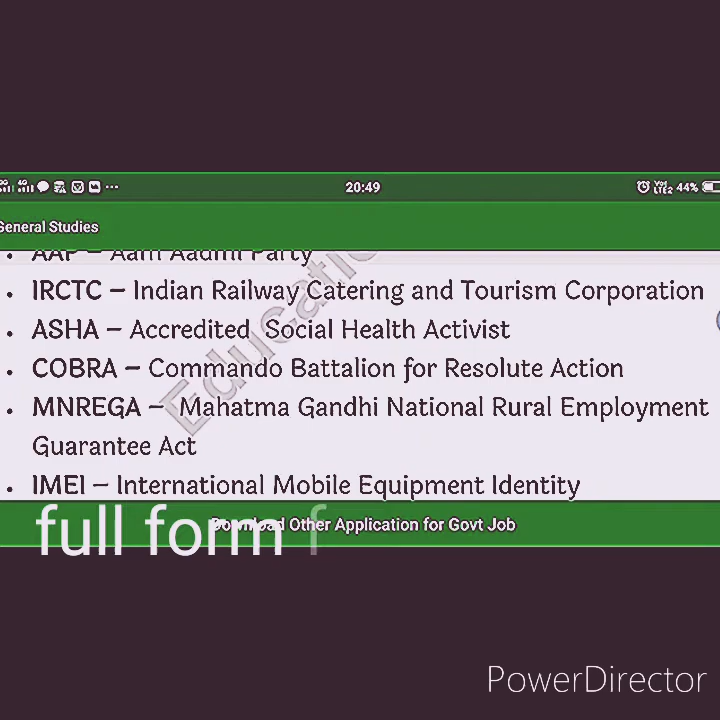 20:49
44%
General Studies
AAP – Aam Aadmi Party
• IRCTC – Indian Railway Catering and Tourism Corporation
• ASHA – Accredited Social Health Activist
• COBRA – Commando Battalion for Resolute Action
• MNREGA – Mahatma Gandhi National Rural Employment
Guarantee Act
• IMEI – International Mobile Equipment Identity
Download Other Application for Govt Job
full form f
PowerDirector